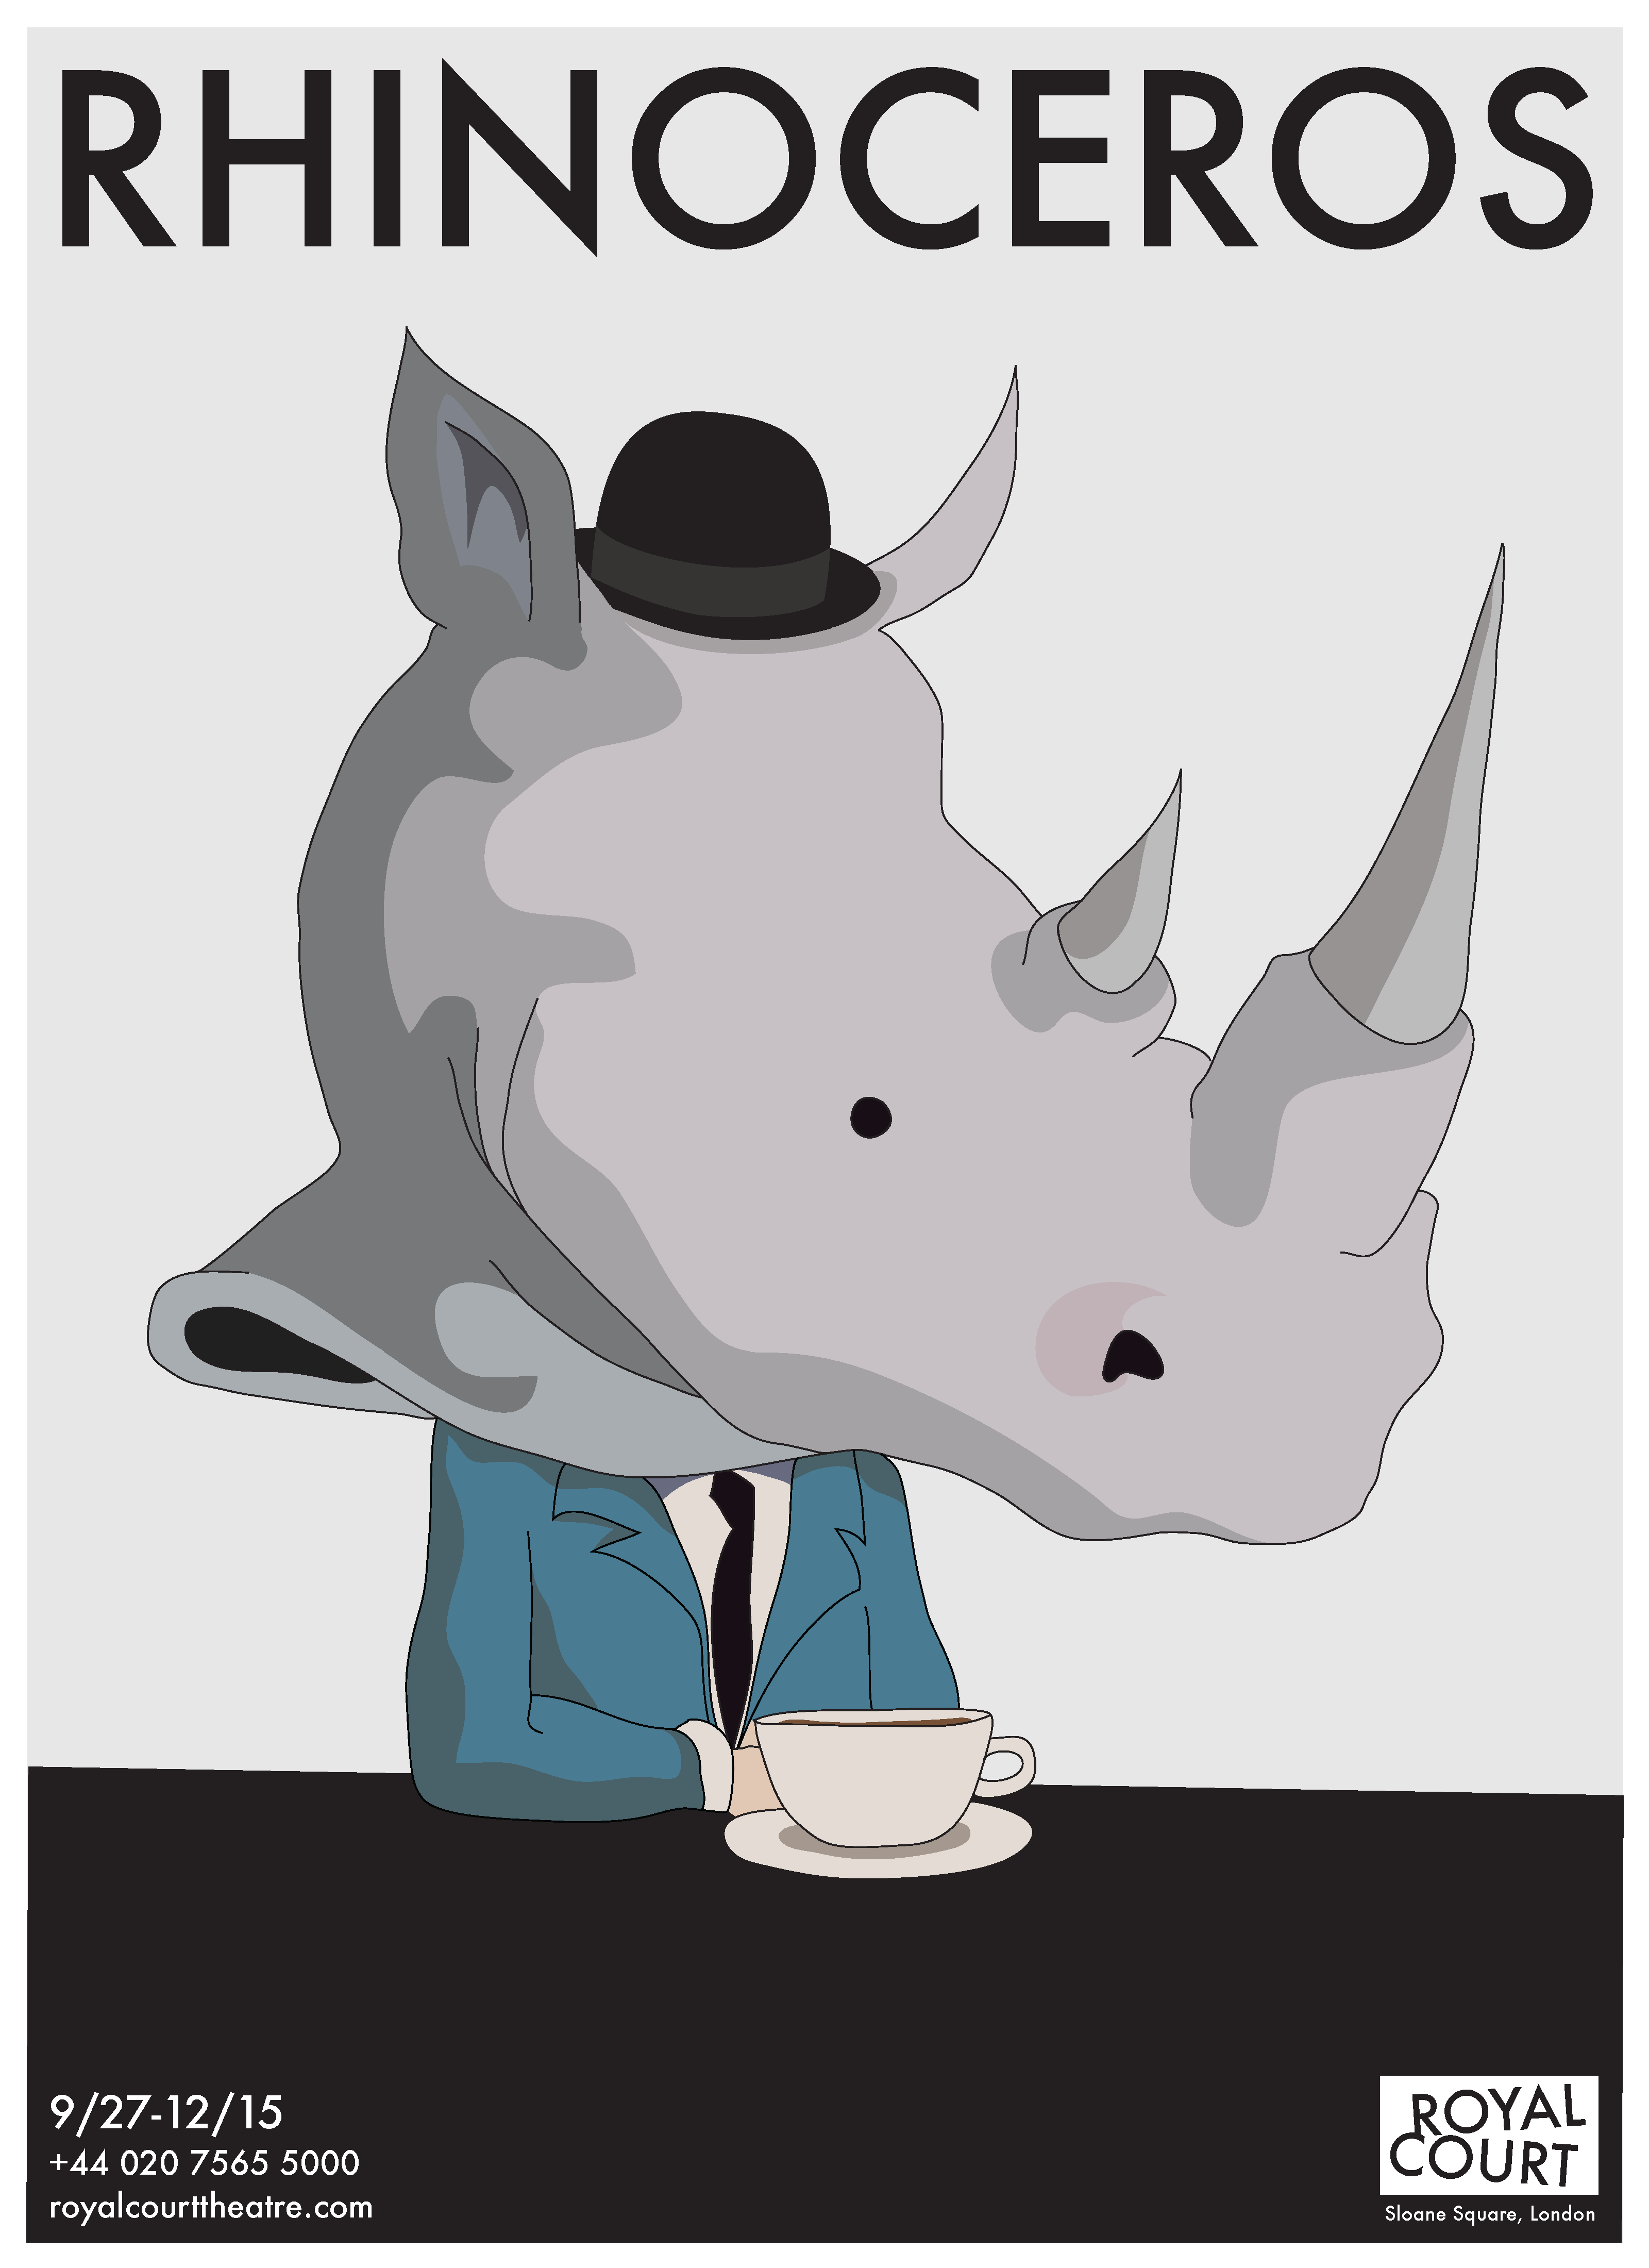 RHINOCEROS
9/27-12/15
+44 020 7565 5000
royalcourttheatre.com
ROYAL
COURT
Sloane Square, London